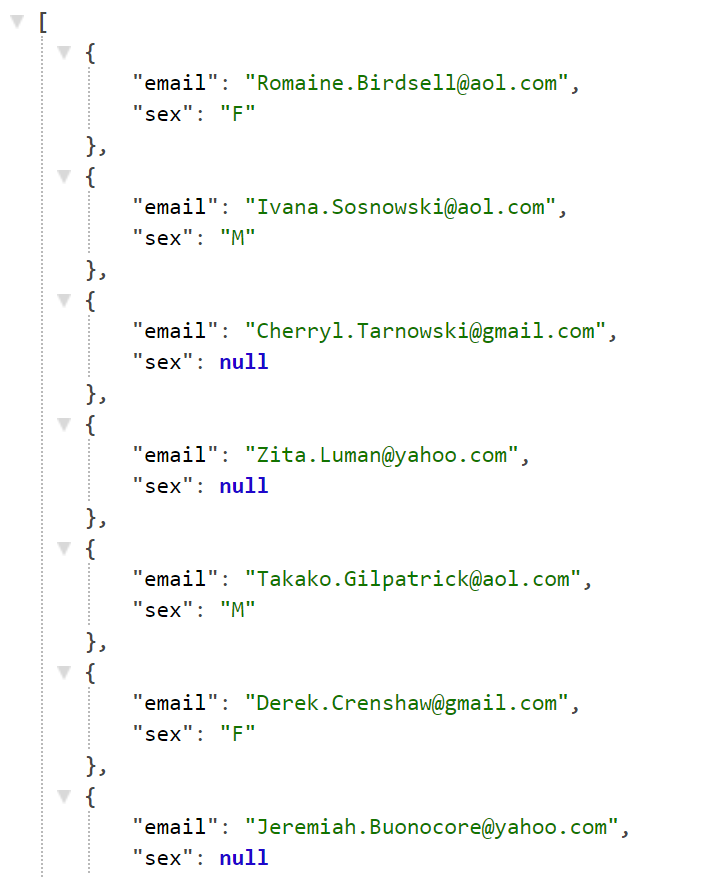 [
{
"email": "Romaine.Birdsell@aol.com",
"sex": "F"
},
{
"email": "Ivana.Sosnowski@aol.com",
"sex": "M"
},
{
"email": "Cherryl.Tarnowski@gmail.com",
"sex": null
},
{
"email": "Zita.Luman@yahoo.com",
"sex": null
},
{
"email": "Takako.Gilpatrick@aol.com",
"sex": "M"
},
{
"email": "Derek.Crenshaw@gmail.com",
"sex": "F"
},
{
"email": "Jeremiah.Buonocore@yahoo.com",
"sex": null